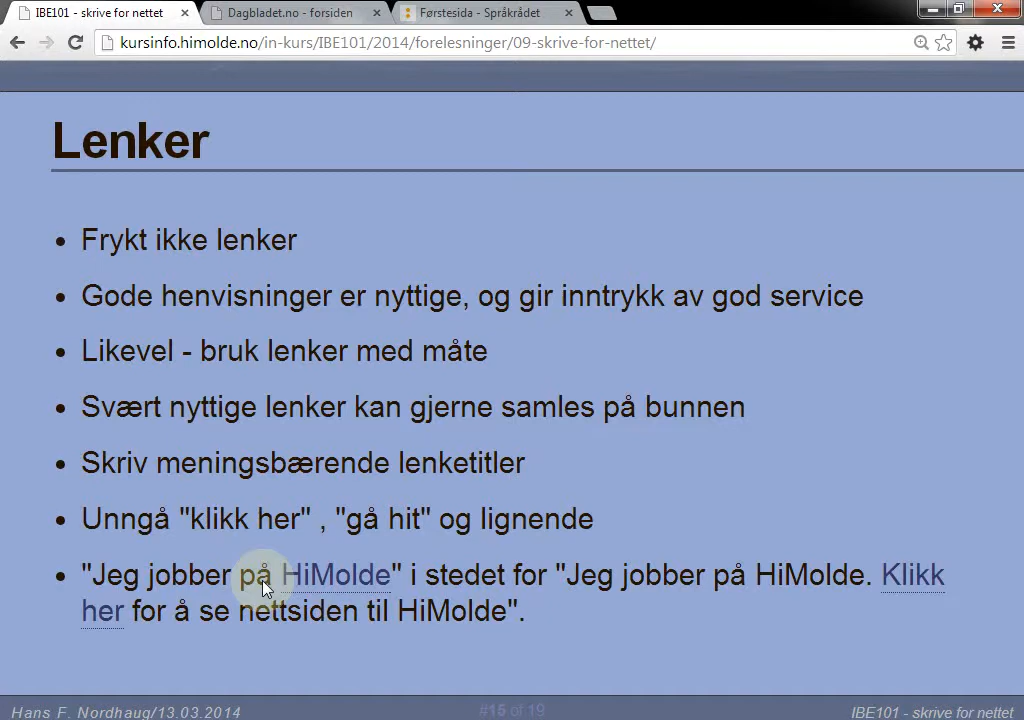 IBE101 - skrive for nettet
Dagbladet.no - forsiden
Førstesida - Språkrådet
kursinfo.himolde.no/in-kurs/IBE101/2014/forelesninger/09-skrive-for-nettet/
Lenker
Frykt ikke lenker
Gode henvisninger er nyttige, og gir inntrykk av god service
Likevel - bruk lenker med måte
Svært nyttige lenker kan gjerne samles på bunnen
Skriv meningsbærende lenketitler
Unngå "klikk her" , "gå hit" og lignende
"Jeg jobber på HiMolde" i stedet for "Jeg jobber på HiMolde. Klikk
her for å se nettsiden til HiMolde".
Hans F. Nordhaug/13.03.2014
#15 of 19
IBE101 - skrive for nettet